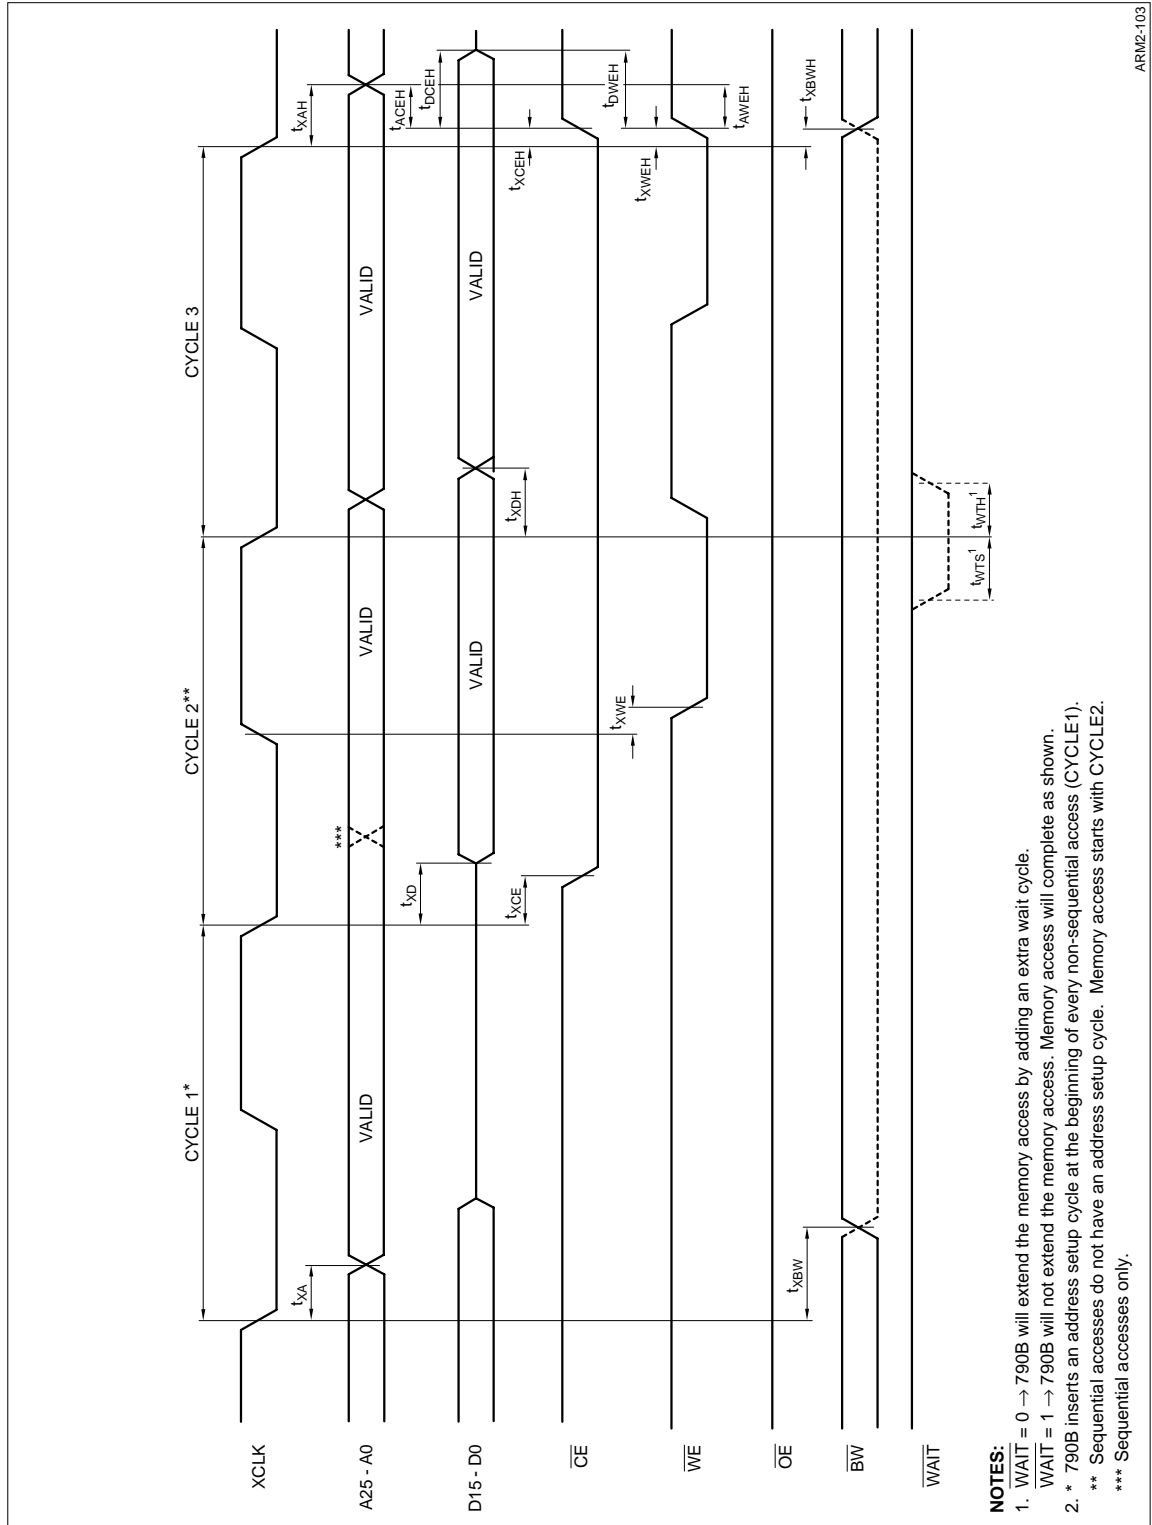 CYCLE 1*
CYCLE 2**
CYCLE 3
XCLK
tXA
tXAH
A25 - A0
VALID
***
VALID
VALID
tACEH
tDCEH
D15 - D0
tXD
VALID
tXDH
VALID
tXCE
tXCEH
CE
tDWEH
tXWE
tXWEH
tAWEH
WE
OE
tXBW
tXBWH
BW
WAIT
tWTS1
tWTH1
NOTES:
1. WAIT = 0 → 790B will extend the memory access by adding an extra wait cycle.
WAIT = 1 → 790B will not extend the memory access. Memory access will complete as shown.
2. * 790B inserts an address setup cycle at the beginning of every non-sequential access (CYCLE1).
** Sequential accesses do not have an address setup cycle. Memory access starts with CYCLE2.
*** Sequential accesses only.
ARM2-103